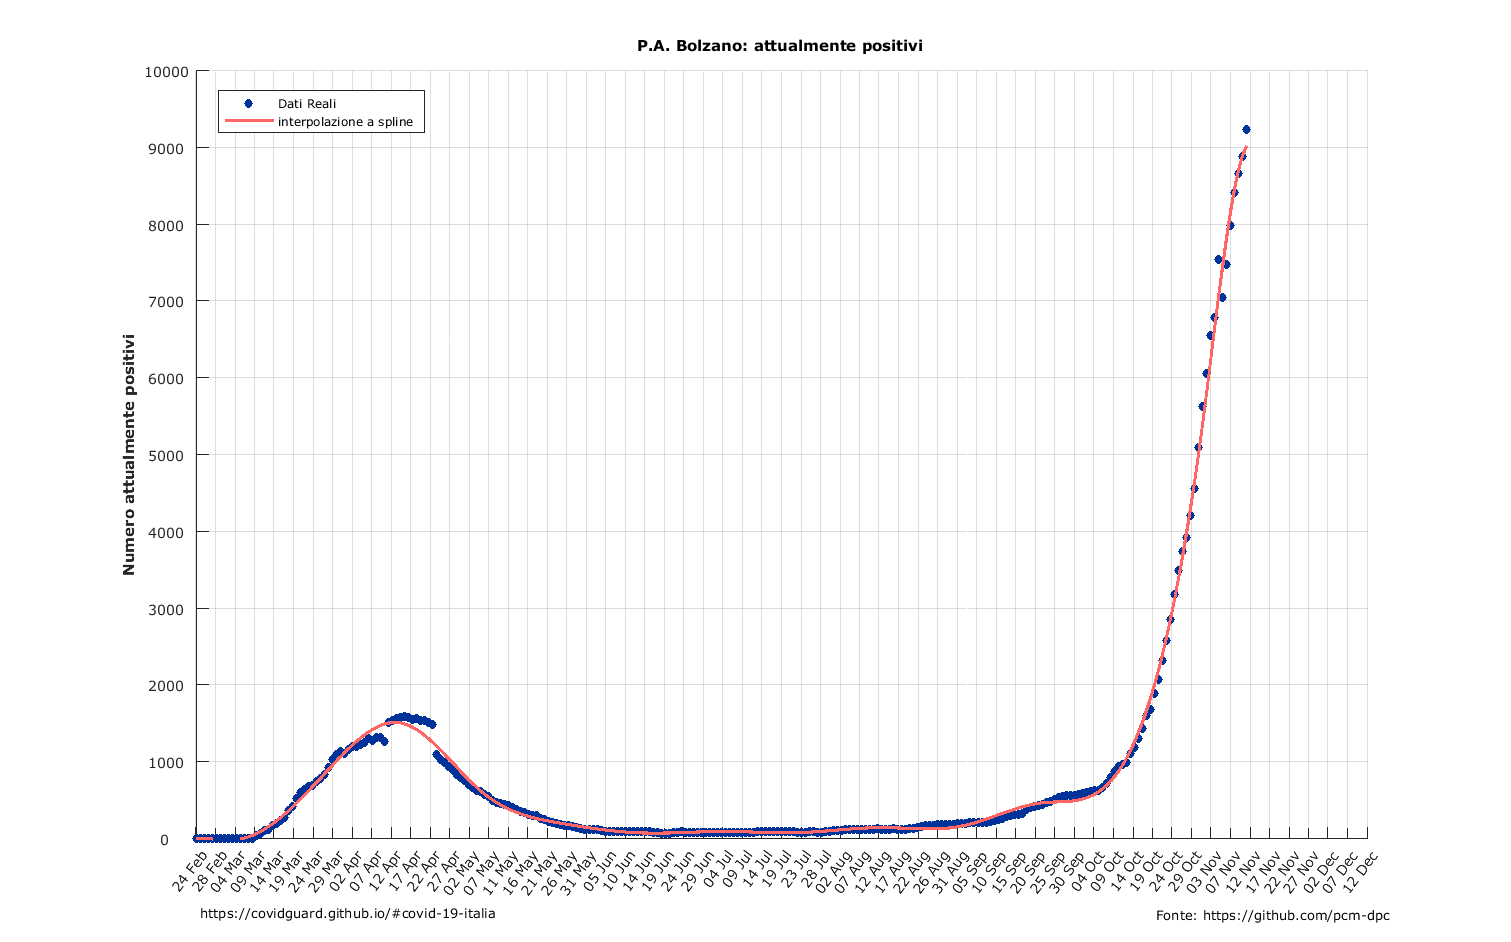 P.A. Bolzano: attualmente positivi
Dati Reali
interpolazione a spline
Numero attualmente positivi
10000
9000
8000
7000
6000
5000
4000
3000
2000
1000
0
24 Feb
28 Feb
04 Mar
09 Mar
14 Mar
19 Mar
24 Mar
29 Mar
02 Apr
07 Apr
12 Apr
17 Apr
22 Apr
27 Apr
02 May
07 May
11 May
16 May
21 May
26 May
31 May
05 Jun
10 Jun
14 Jun
19 Jun
24 Jun
29 Jun
04 Jul
09 Jul
14 Jul
19 Jul
23 Jul
28 Jul
02 Aug
07 Aug
12 Aug
17 Aug
22 Aug
26 Aug
31 Aug
05 Sep
10 Sep
15 Sep
20 Sep
25 Sep
30 Sep
04 Oct
09 Oct
14 Oct
19 Oct
24 Oct
29 Oct
03 Nov
07 Nov
12 Nov
17 Nov
22 Nov
27 Nov
02 Dec
07 Dec
12 Dec
https://covidguard.github.io/#covid-19-italia
Fonte: https://github.com/pcm-dpc